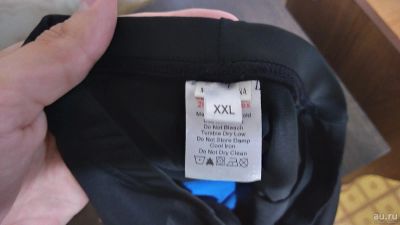 XXL
Do Not Bleach
Tumble Dry Low
Do Not Store Damp
Cool Iron
Do Not Dry Clean
au.ru